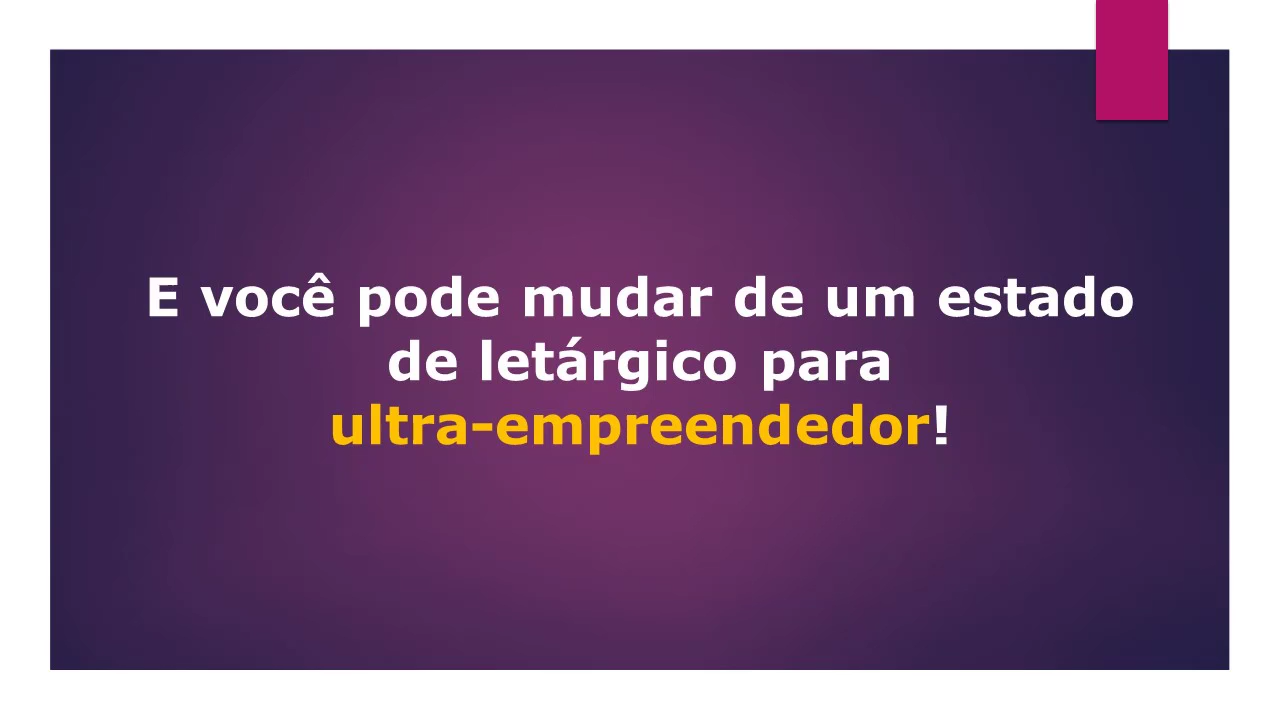 E você pode mudar de um estado
de letárgico para
ultra-empreendedor!